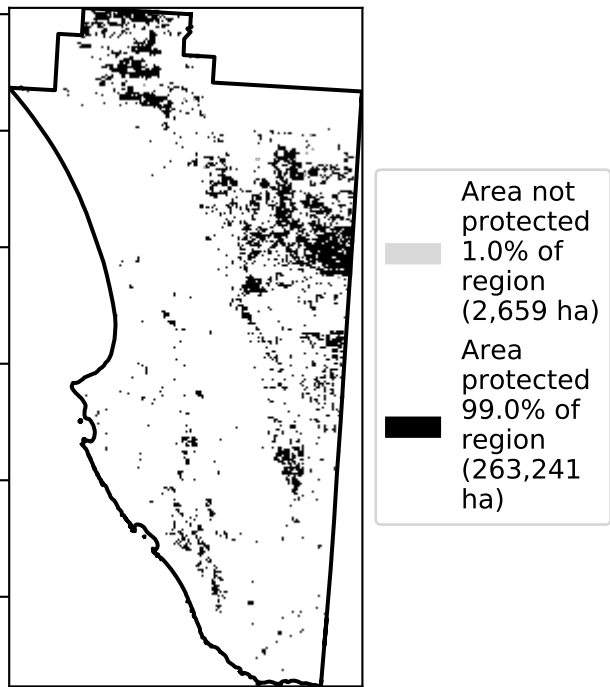 Area not
protected
1.0% of
region
(2,659 ha)
Area
protected
99.0% of
region
(263,241
ha)